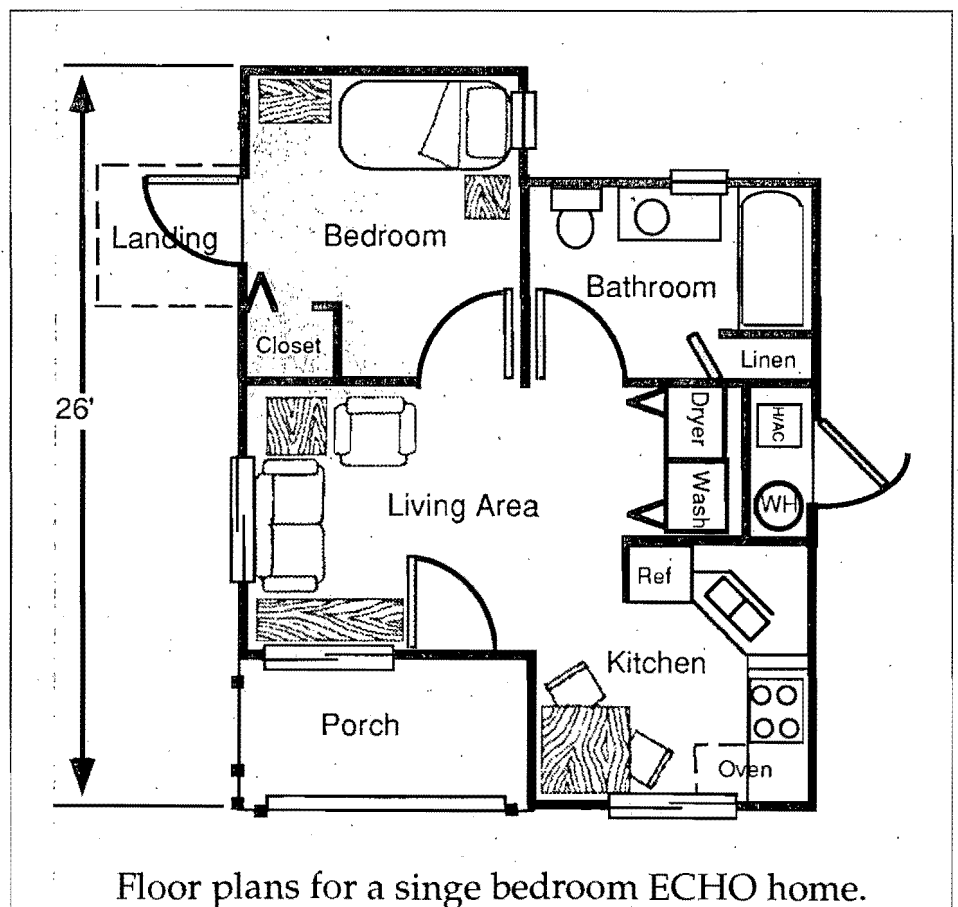 Landing
Bedroom
Bathroom
Closet
Linen
26'
Dryer
H/AC
Living Area
Wash
WH
Ref
Kitchen
Porch
Oven
Floor plans for a singe bedroom ECHO home.